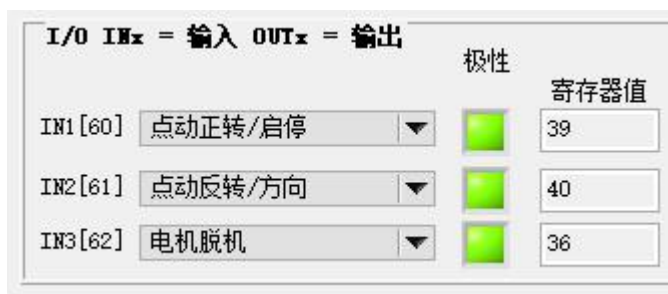 I/O INx = 输入 OUTx = 输出
极性
寄存器值
IN1[60] 点动正转/启停 39
IN2[61] 点动反转/方向 40
IN3[62] 电机脱机 36